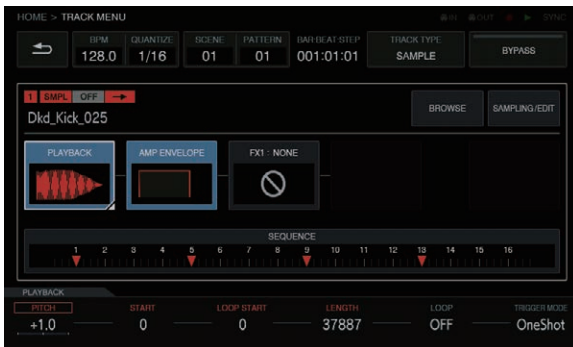 HOME > TRACK MENU IN OUT SYNC
BPM QUANTIZE SCENE PATTERN BAR:BEAT:STEP TRACK TYPE
128.0 1/16 01 01 001:01:01 SAMPLE BYPASS
1 SMPL OFF
Dkd_Kick_025 BROWSE SAMPLING/EDIT
PLAYBACK AMP ENVELOPE FX1 : NONE
SEQUENCE
1 2 3 4 5 6 7 8 9 10 11 12 13 14 15 16
PLAYBACK
PITCH START LOOP START LENGTH LOOP TRIGGER MODE
+1.0 0 0 37887 OFF OneShot